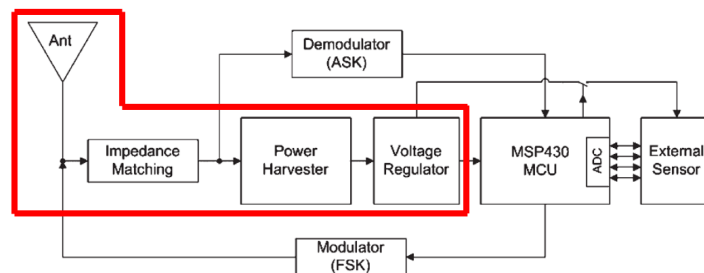 Ant
Demodulator
(ASK)
Impedance
Matching
Power
Harvester
Voltage
Regulator
MSP430
MCU
ADC
External
Sensor
Modulator
(FSK)